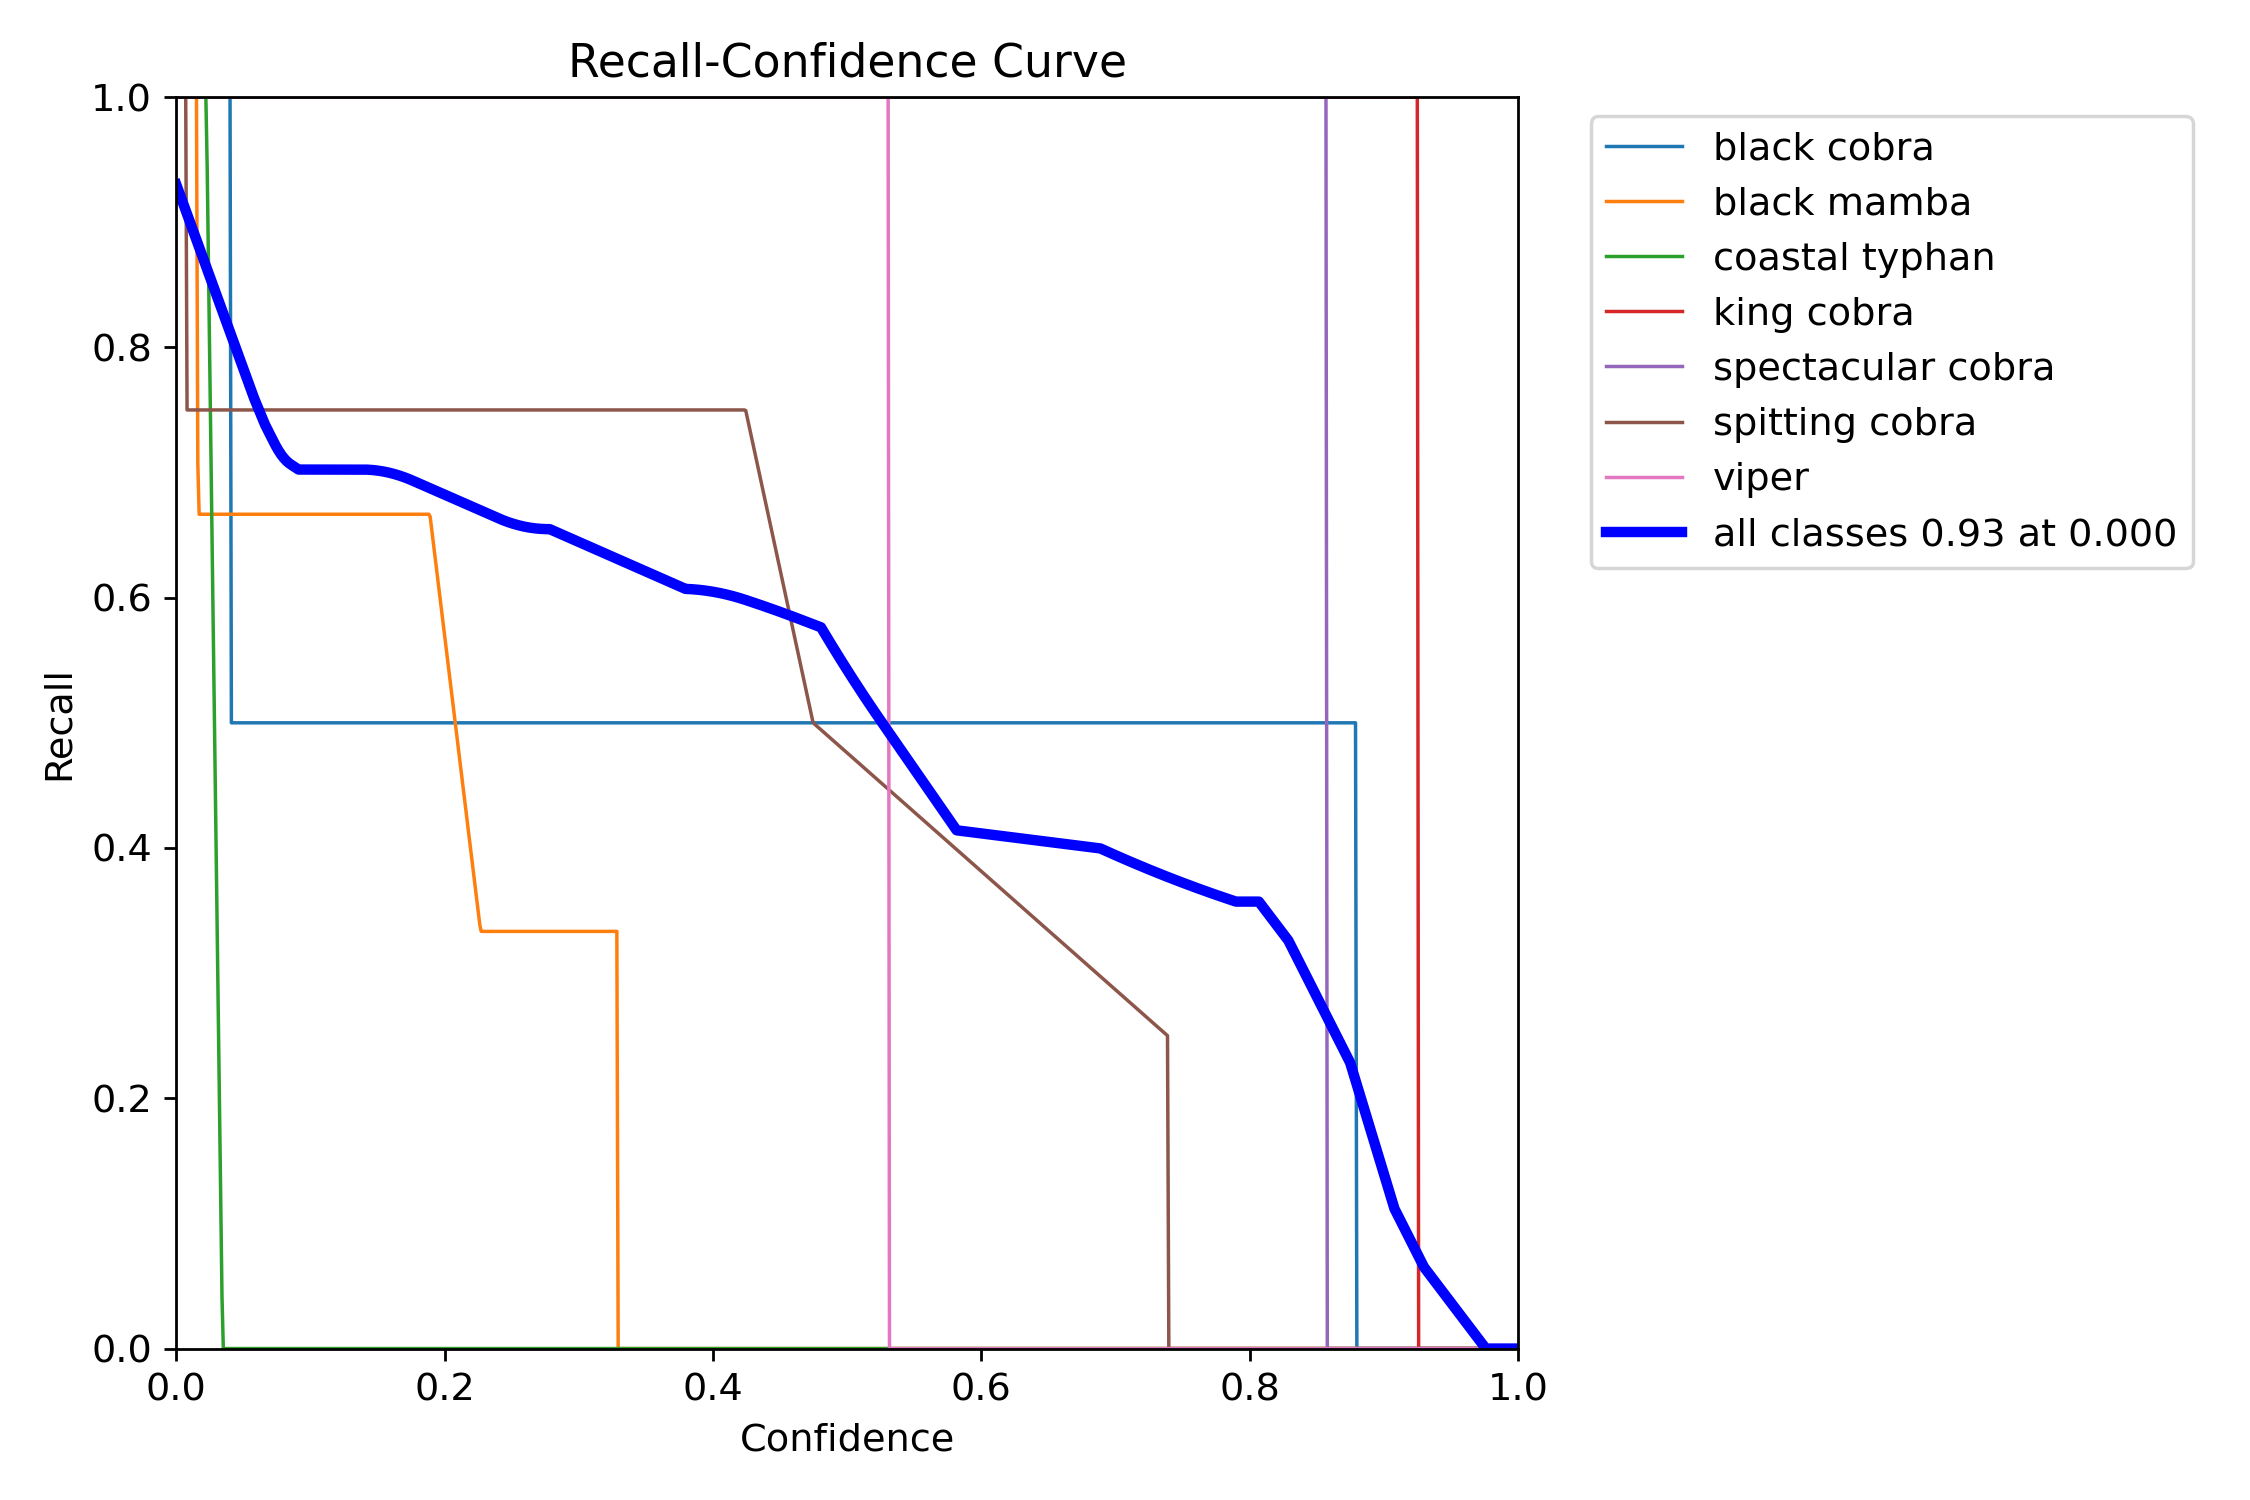 Recall-Confidence Curve
1.0
0.8
0.6
0.4
0.2
0.0
Recall
0.0 0.2 0.4 0.6 0.8 1.0
Confidence
black cobra
black mamba
coastal typhan
king cobra
spectacular cobra
spitting cobra
viper
all classes 0.93 at 0.000